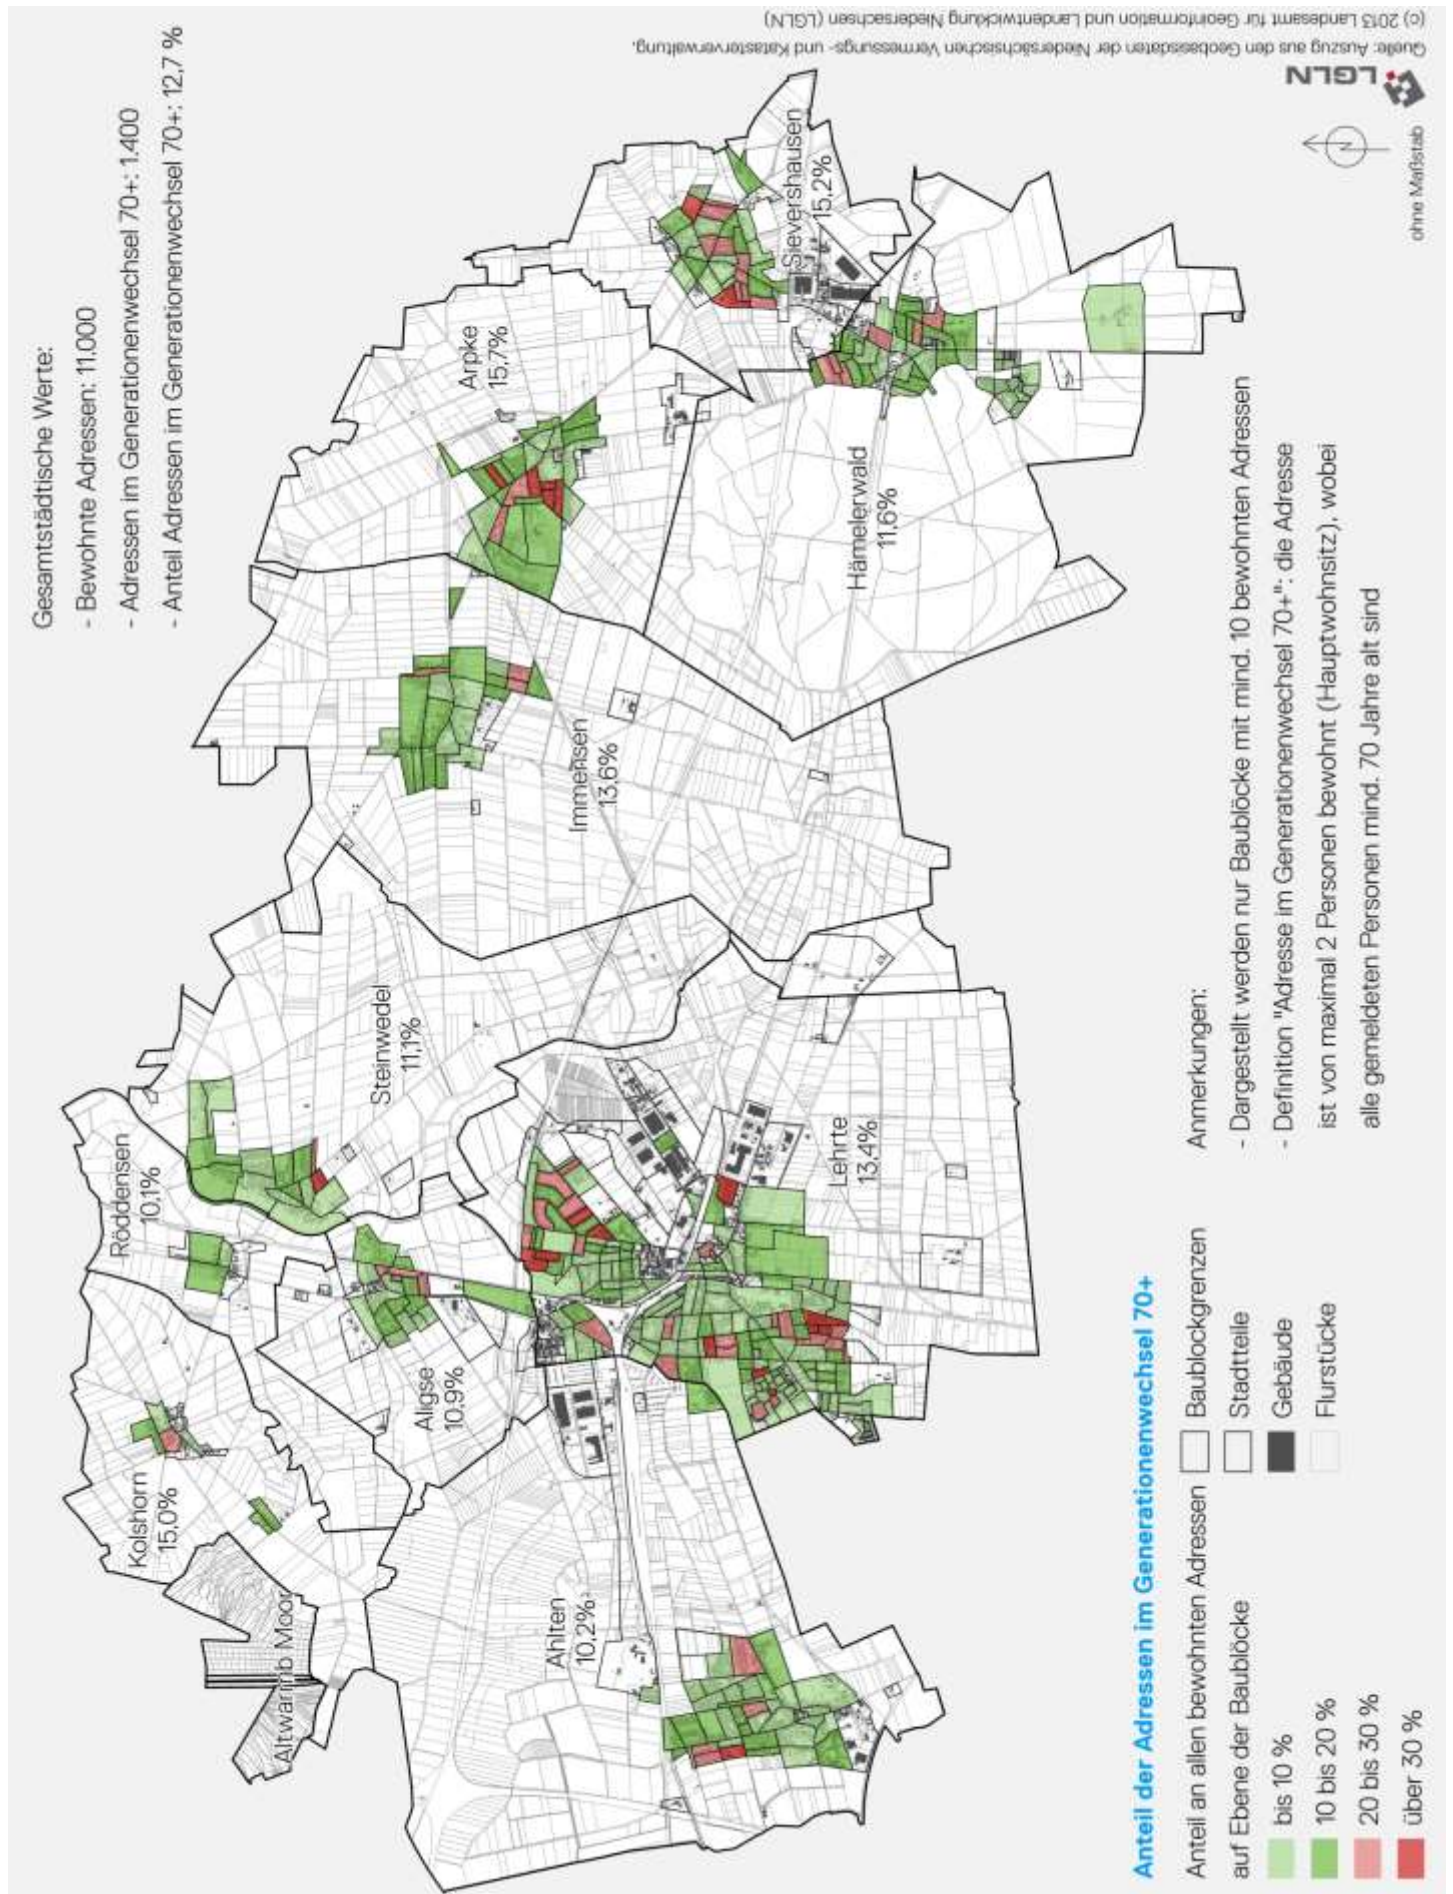 Gesamtstädtische Werte:
- Bewohnte Adressen: 11.000
- Adressen im Generationenwechsel 70+: 1.400
- Anteil Adressen im Generationenwechsel 70+: 12,7 %
Kolshorn
15,0%
Röddensen
10,1%
Altwarmb Moor
Steinwedel
11,1%
Aligse
10,9%
Arpke
15,7%
Ahlten
10,2%
Immensen
13,6%
Sievershausen
15,2%
Lehrte
13,4%
Hämelerwald
11,6%
Anteil der Adressen im Generationenwechsel 70+
Anteil an allen bewohnten Adressen
auf Ebene der Baublöcke
bis 10 %
10 bis 20 %
20 bis 30 %
über 30 %
Baublockgrenzen
Stadtteile
Gebäude
Flurstücke
Anmerkungen:
- Dargestellt werden nur Baublöcke mit mind. 10 bewohnten Adressen
- Definition "Adresse im Generationenwechsel 70+": die Adresse
ist von maximal 2 Personen bewohnt (Hauptwohnsitz), wobei
alle gemeldeten Personen mind. 70 Jahre alt sind
N
ohne Maßstab
LGLN
Quelle: Auszug aus den Geobasisdaten der Niedersächsischen Vermessungs- und Katasterverwaltung,
(c) 2013 Landesamt für Geoinformation und Landentwicklung Niedersachsen (LGLN)